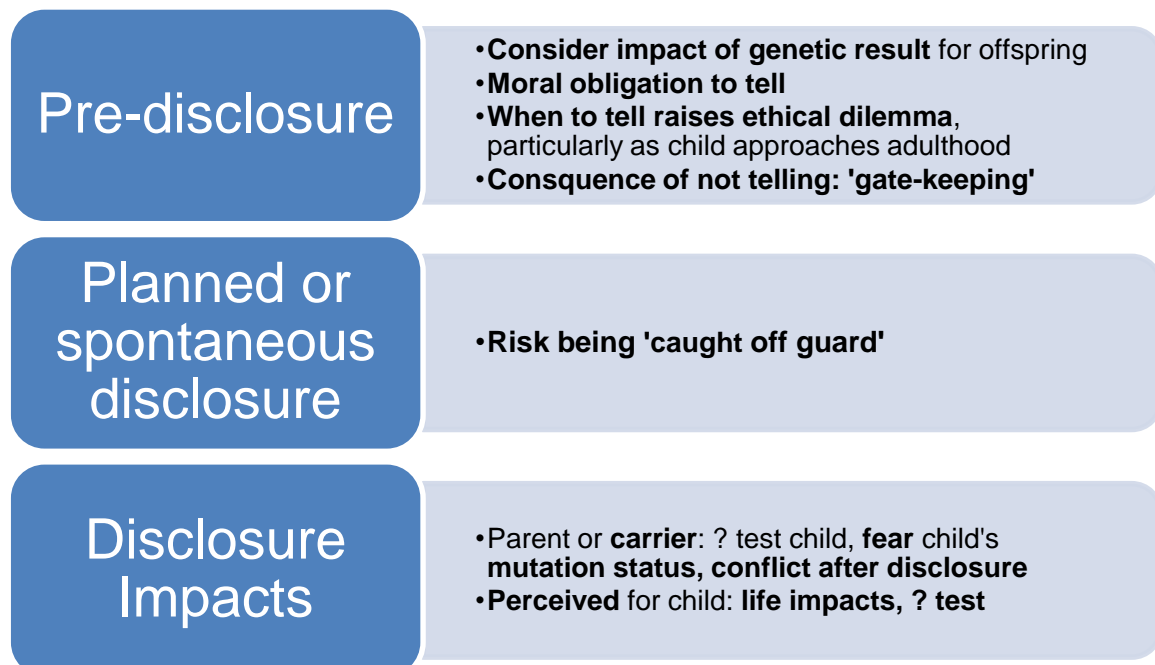 Pre-disclosure
•Consider impact of genetic result for offspring
•Moral obligation to tell
•When to tell raises ethical dilemma,
particularly as child approaches adulthood
•Consquence of not telling: 'gate-keeping'
Planned or
spontaneous
disclosure
•Risk being 'caught off guard'
Disclosure
Impacts
•Parent or carrier: ? test child, fear child's
mutation status, conflict after disclosure
•Perceived for child: life impacts, ? test